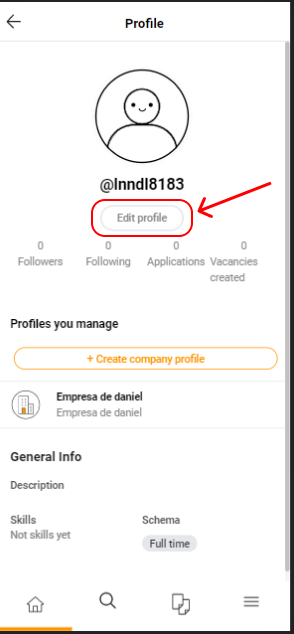 Profile
@lnndl8183
Edit profile
0 0 0 0
Followers Following Applications Vacancies created
Profiles you manage
+ Create company profile
Empresa de daniel
Empresa de daniel
General Info
Description
Skills Schema
Not skills yet Full time